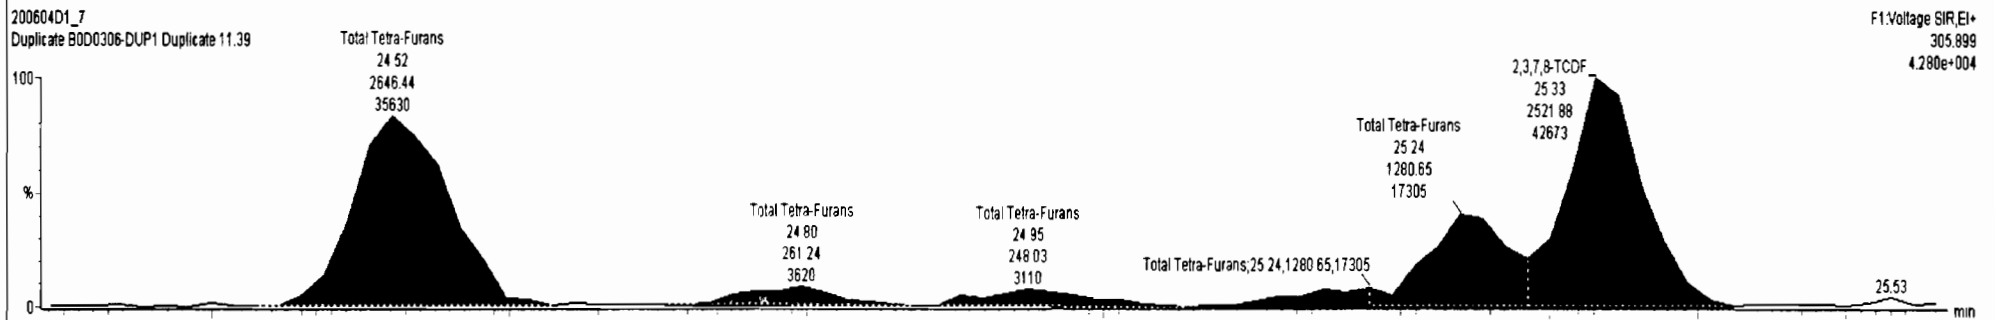 200604D1_7
Duplicate B0D0306-DUP1 Duplicate 11.39
F1:Voltage SIR,EI+
305.899
4.280e+004
Total Tetra-Furans
24.52
2646.44
35630
2,3,7,8-TCDF
25.33
2521.88
42673
Total Tetra-Furans
25.24
1280.65
17305
Total Tetra-Furans
24.80
261.24
3620
Total Tetra-Furans
24.95
248.03
3110
Total Tetra-Furans;25.24,1280.65,17305
25.53
100
%
0
min